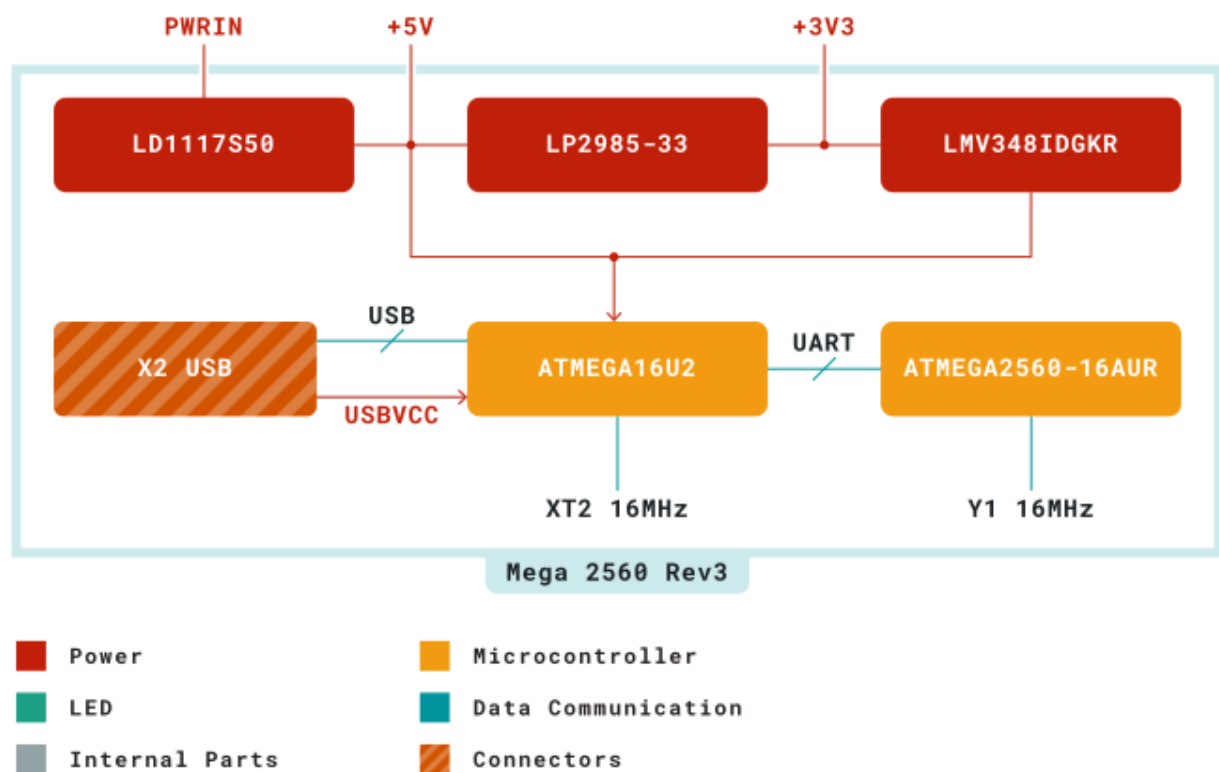 PWRIN
+5V
+3V3
LD1117S50
LP2985-33
LMV348IDGKR
USB
UART
X2 USB
ATMEGA16U2
ATMEGA2560-16AUR
USBVCC
XT2 16MHz
Y1 16MHz
Mega 2560 Rev3
Power
Microcontroller
LED
Data Communication
Internal Parts
Connectors